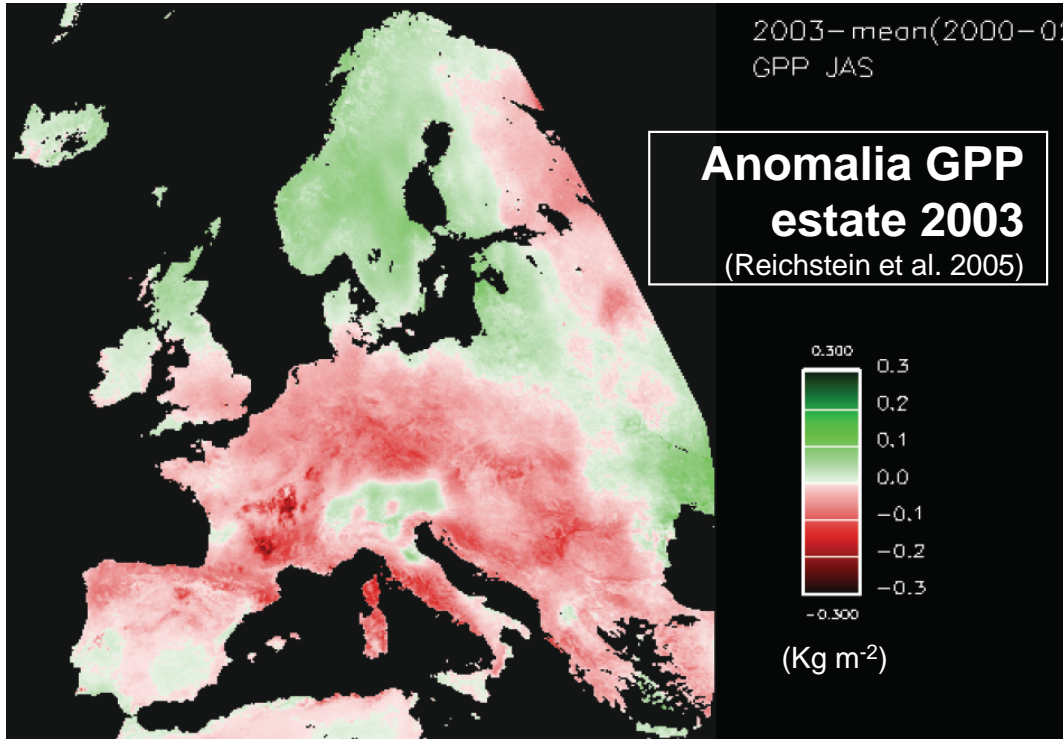 2003-mean(2000-02
GPP JAS
Anomalia GPP
estate 2003
(Reichstein et al. 2005)
0.300
0.3
0.2
0.1
0.0
-0.1
-0.2
-0.3
-0.300
(Kg m-2)